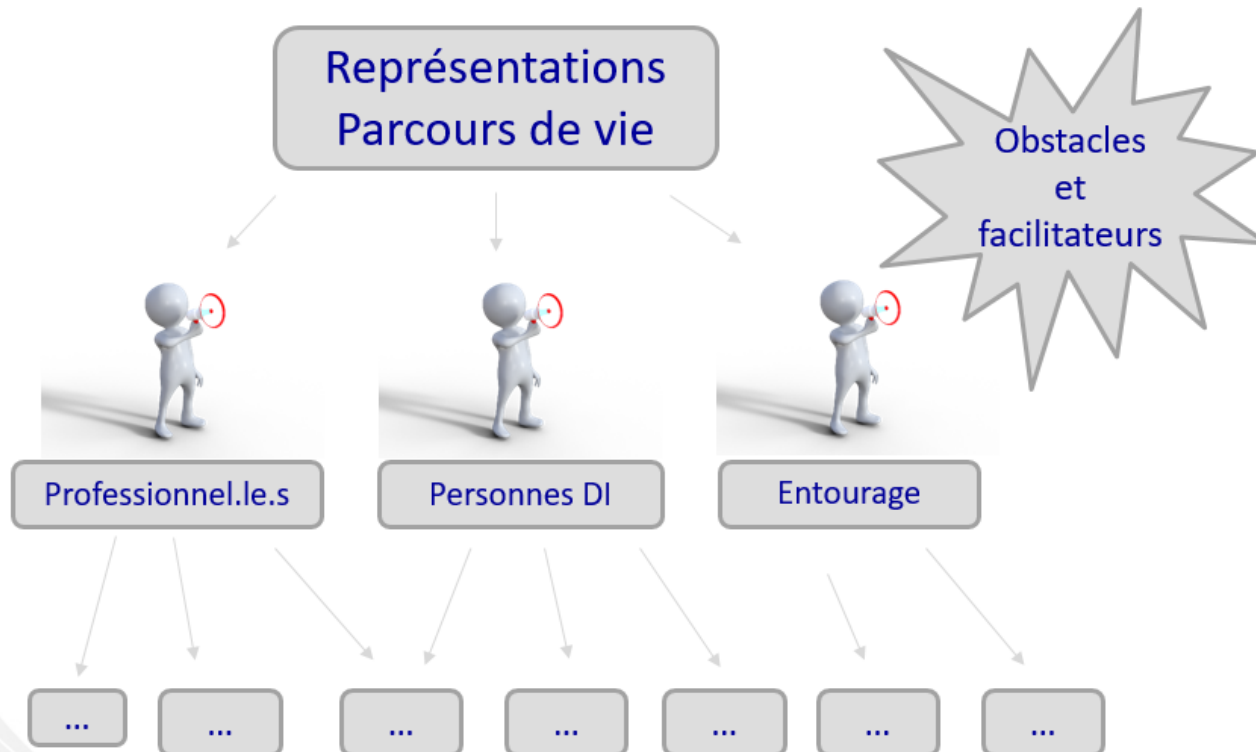 Représentations
Parcours de vie
Obstacles
et
facilitateurs
Professionnel.le.s
Personnes DI
Entourage
...
...
...
...
...
...
...